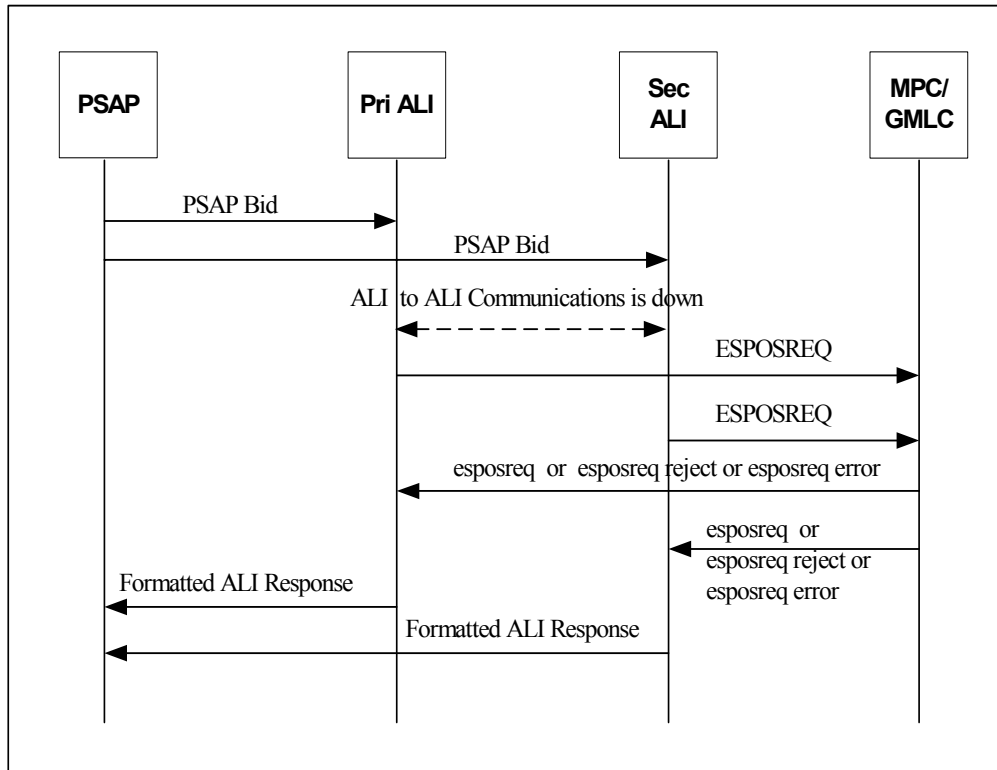 PSAP
Pri ALI
Sec
ALI
MPC/
GMLC
PSAP Bid
PSAP Bid
ALI to ALI Communications is down
ESPOSREQ
ESPOSREQ
esposreq or esposreq reject or esposreq error
esposreq or
esposreq reject or
esposreq error
Formatted ALI Response
Formatted ALI Response